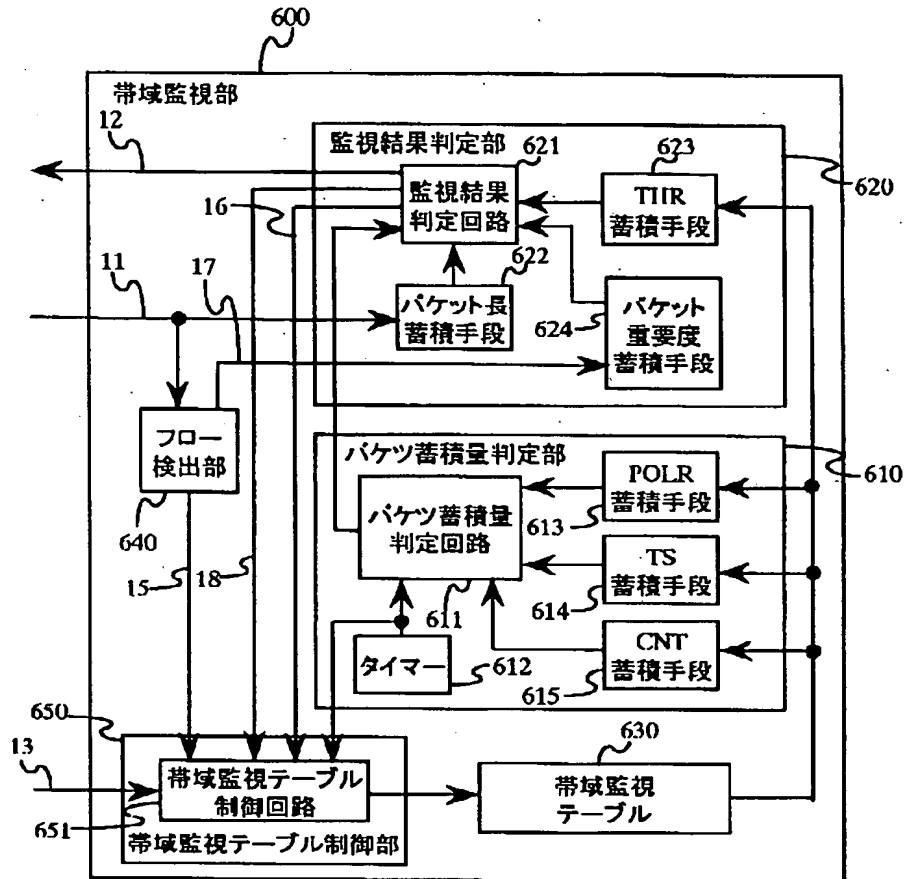 600
帯域監視部
12
監視結果判定部
621
623
620
監視結果
判定回路
THR
蓄積手段
16
622
11
17
パケット長
蓄積手段
624
パケット
重要度
蓄積手段
フロー
検出部
640
バケツ蓄積量判定部
610
バケツ蓄積量
判定回路
POLR
蓄積手段
613
15
18
611
TS
蓄積手段
614
タイマー
612
CNT
蓄積手段
615
650
13
630
帯域監視テーブル
制御回路
651
帯域監視テーブル制御部
帯域監視
テーブル